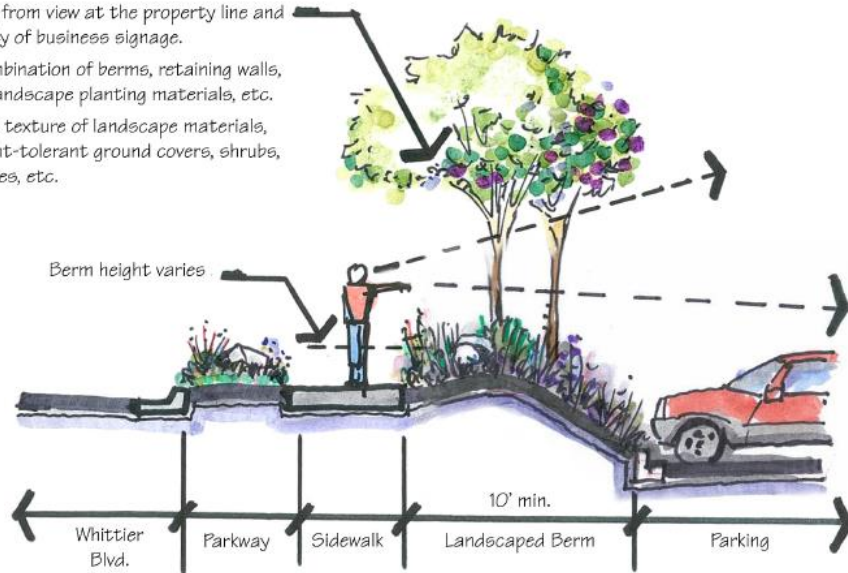 from view at the property line and
y of business signage.
mbination of berms, retaining walls,
andscape planting materials, etc.
texture of landscape materials,
nt-tolerant ground covers, shrubs,
es, etc.
Berm height varies
10' min.
Whittier
Blvd.
Parkway
Sidewalk
Landscaped Berm
Parking